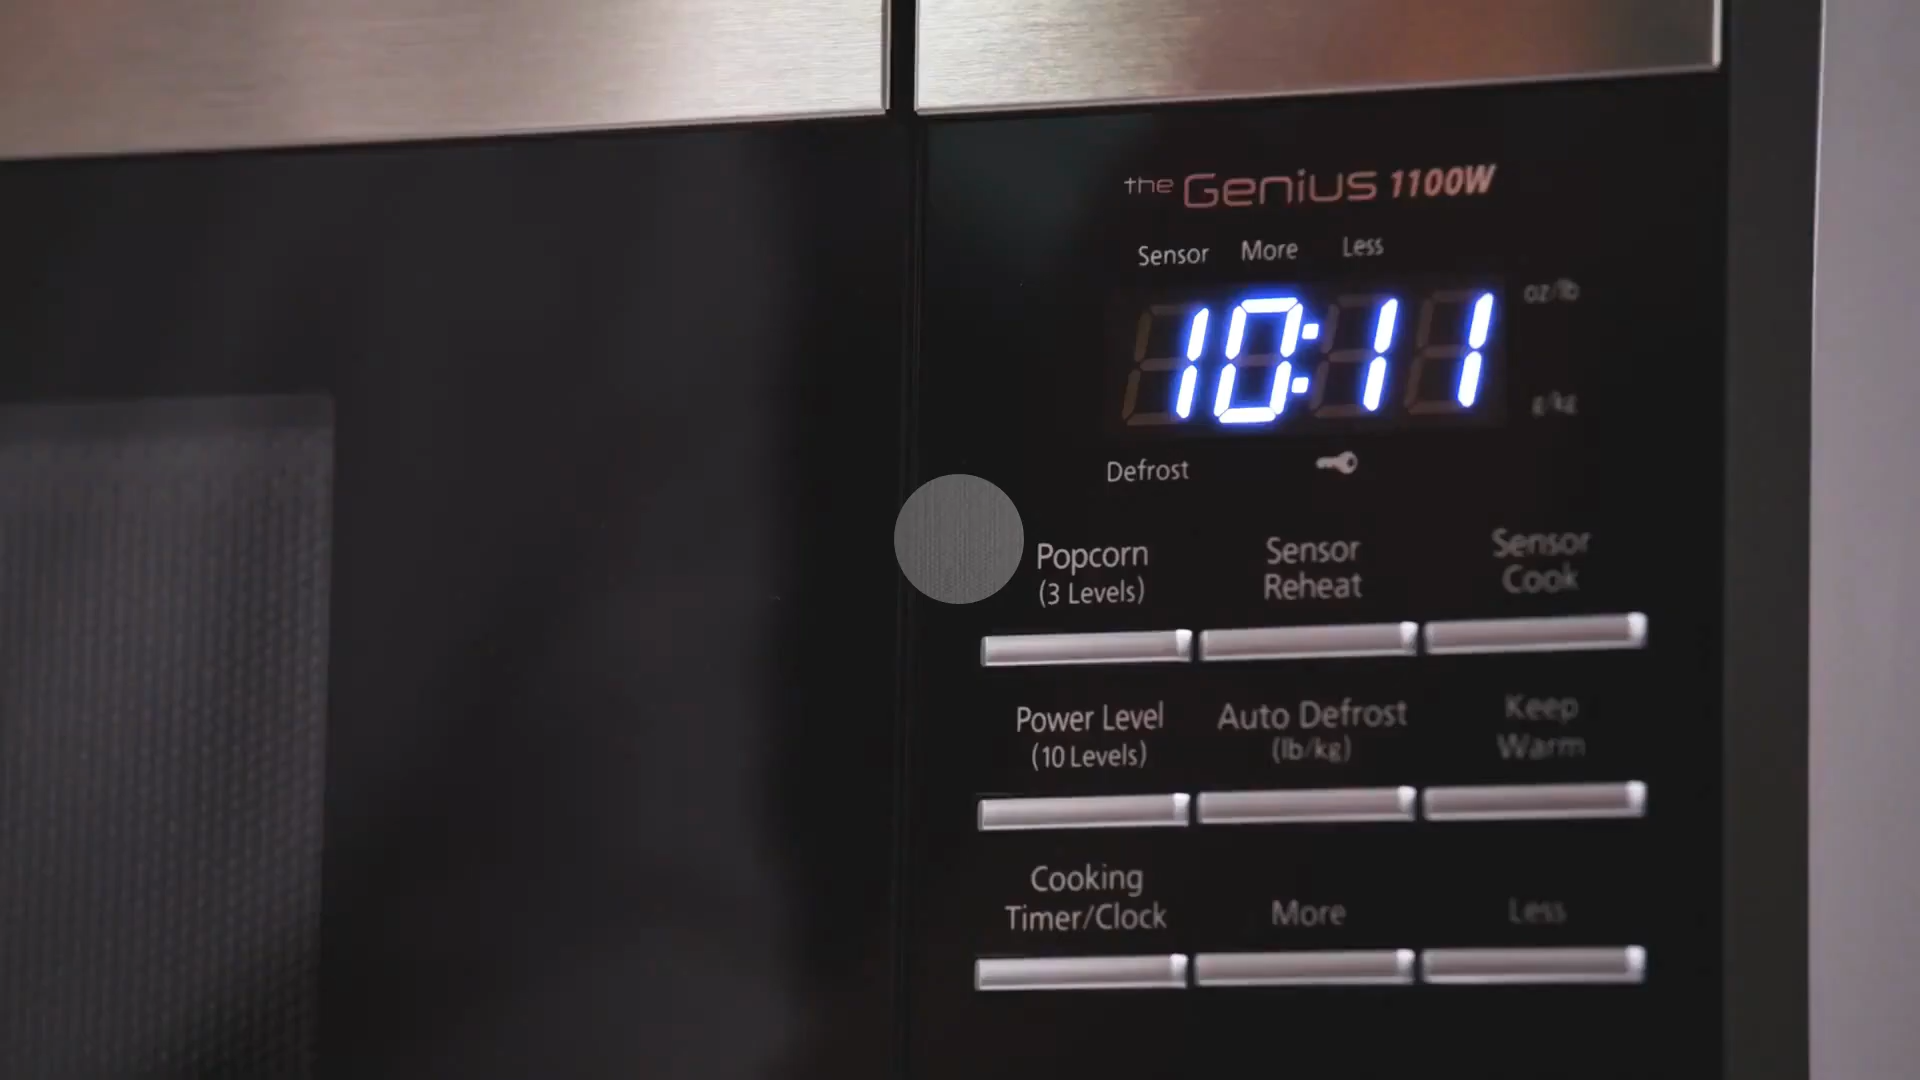 the Genius 1100W
Sensor More Less
oz/lb
10:11
g/kg
Defrost
Popcorn
(3 Levels)
Sensor
Reheat
Sensor
Cook
Power Level
(10 Levels)
Auto Defrost
(lb/kg)
Keep
Warm
Cooking
Timer/Clock
More
Less